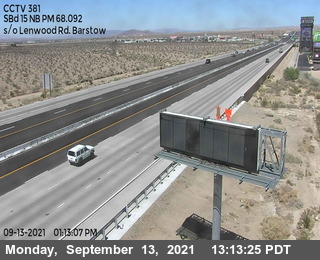 CCTV 381
SBd 15 NB PM 68.092
s/o Lenwood Rd. Barstow
09-13-2021 01:13:07 PM
Monday, September 13, 2021 13:13:25 PDT